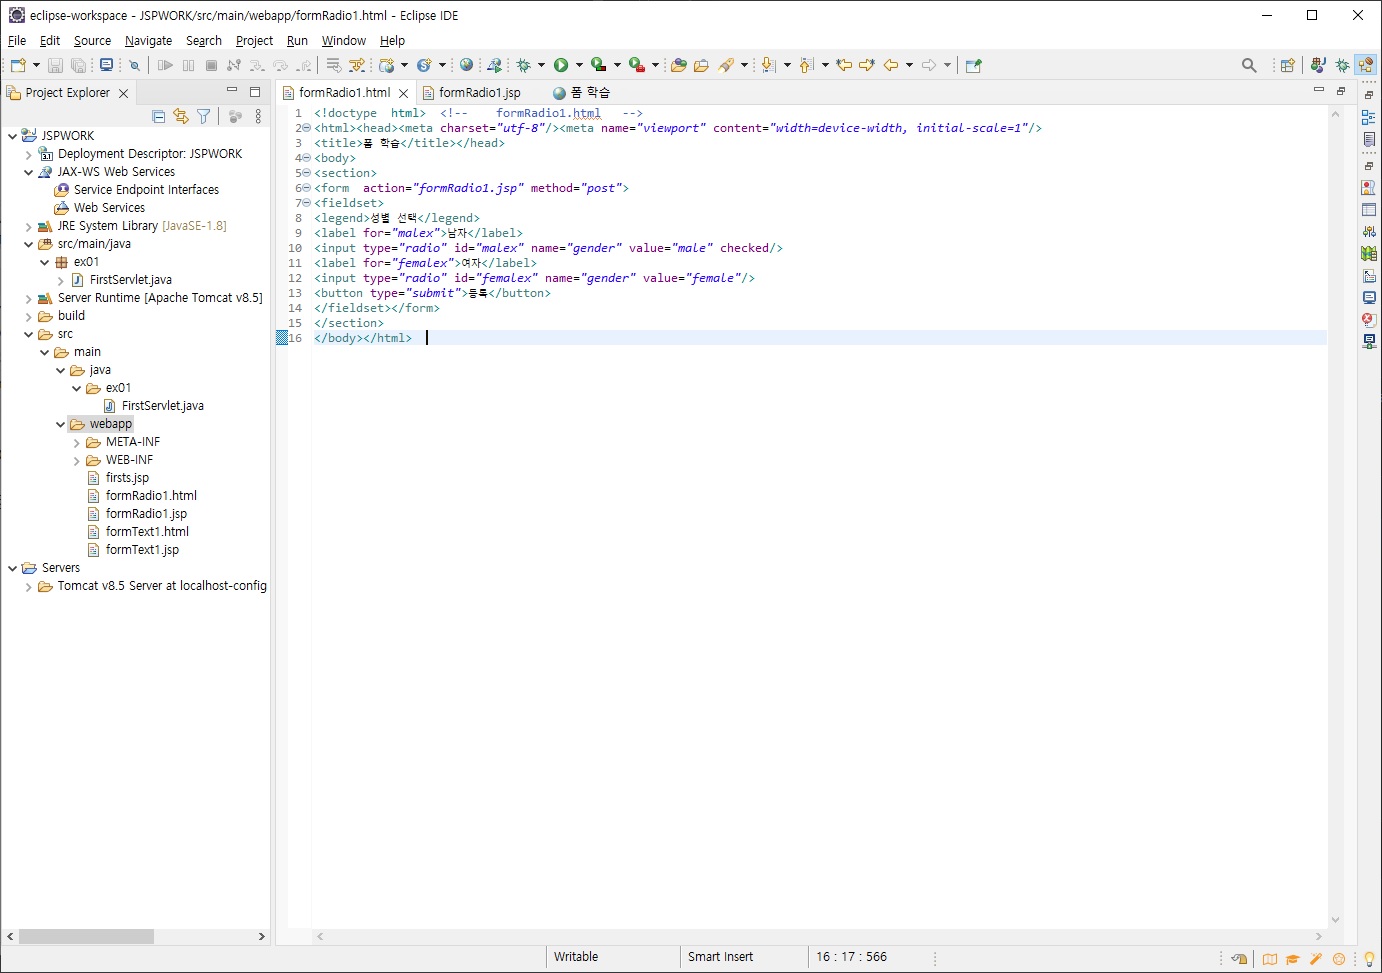 eclipse-workspace - JSPWORK/src/main/webapp/formRadio1.html - Eclipse IDE
File Edit Source Navigate Search Project Run Window Help
Project Explorer
JSPWORK
Deployment Descriptor: JSPWORK
JAX-WS Web Services
Service Endpoint Interfaces
Web Services
JRE System Library [JavaSE-1.8]
src/main/java
ex01
FirstServlet.java
Server Runtime [Apache Tomcat v8.5]
build
src
main
java
ex01
FirstServlet.java
webapp
META-INF
WEB-INF
firsts.jsp
formRadio1.html
formRadio1.jsp
formText1.html
formText1.jsp
Servers
Tomcat v8.5 Server at localhost-config
formRadio1.html formRadio1.jsp 폼 학습
1 <!doctype  html>  <!--    formRadio1.html   -->
2 <html><head><meta charset="utf-8"/><meta name="viewport" content="width=device-width, initial-scale=1"/>
3 <title>폼 학습</title></head>
4 <body>
5 <section>
6 <form  action="formRadio1.jsp" method="post">
7 <fieldset>
8 <legend>성별 선택</legend>
9 <label for="malex">남자</label>
10 <input type="radio" id="malex" name="gender" value="male" checked/>
11 <label for="femalex">여자</label>
12 <input type="radio" id="femalex" name="gender" value="female"/>
13 <button type="submit">등록</button>
14 </fieldset></form>
15 </section>
16 </body></html>
Writable Smart Insert 16 : 17 : 566